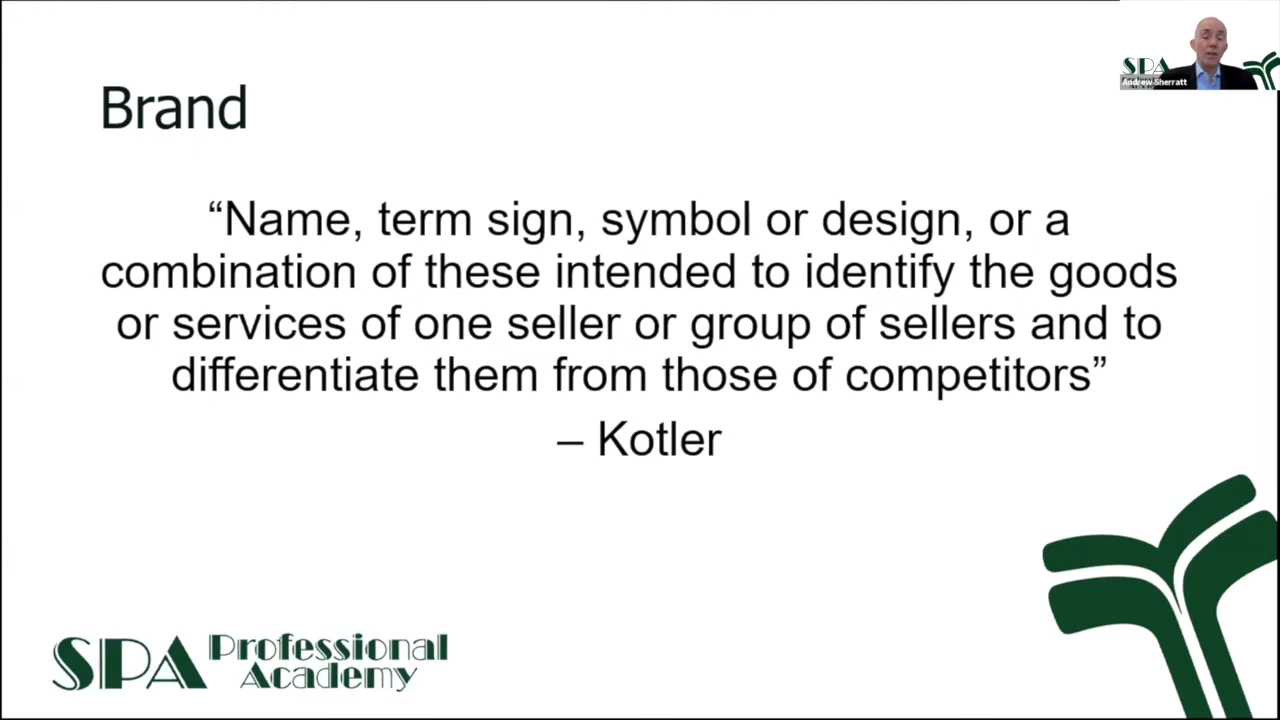 Brand
“Name, term sign, symbol or design, or a
combination of these intended to identify the goods
or services of one seller or group of sellers and to
differentiate them from those of competitors”
– Kotler
SPA Professional
Academy
SPA
Andrew Sherratt